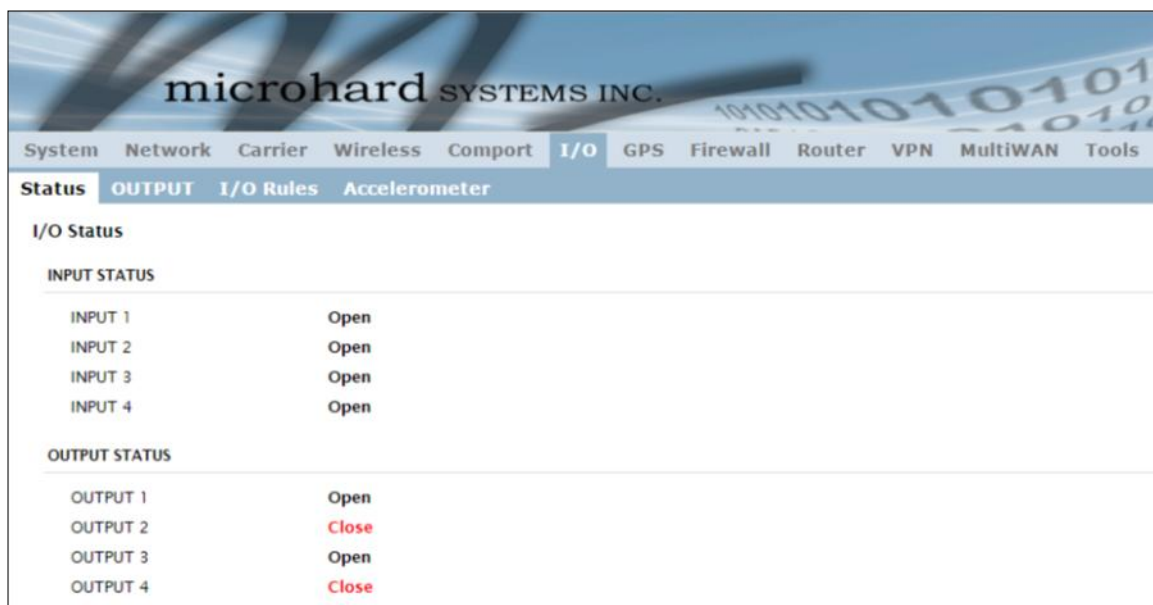 microhard SYSTEMS INC.
System Network Carrier Wireless Comport I/O GPS Firewall Router VPN MultiWAN Tools
Status OUTPUT I/O Rules Accelerometer
I/O Status
INPUT STATUS
INPUT 1 Open
INPUT 2 Open
INPUT 3 Open
INPUT 4 Open
OUTPUT STATUS
OUTPUT 1 Open
OUTPUT 2 Close
OUTPUT 3 Open
OUTPUT 4 Close